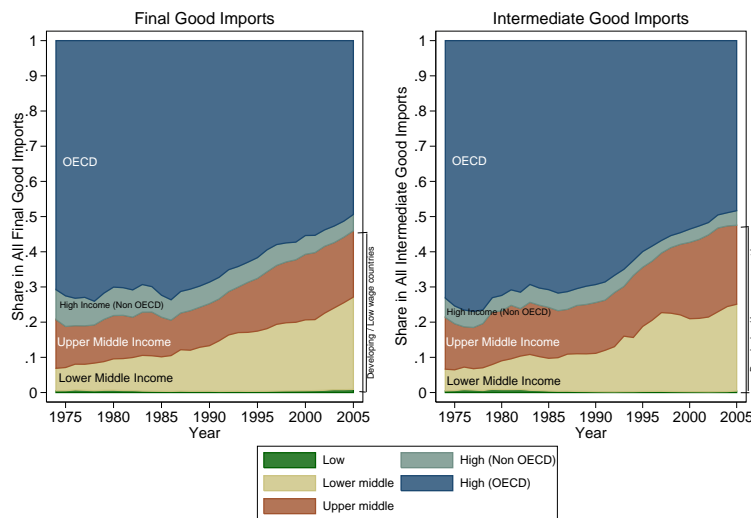 Final Good Imports
Share in All Final Good Imports
1
.9
.8
.7
.6
.5
.4
.3
.2
.1
0
OECD
High Income (Non OECD)
Upper Middle Income
Lower Middle Income
Developing / Low wage countries
1975 1980 1985 1990 1995 2000 2005
Year
Intermediate Good Imports
Share in All Intermediate Good Imports
1
.9
.8
.7
.6
.5
.4
.3
.2
.1
0
OECD
High Income (Non OECD)
Upper Middle Income
Lower Middle Income
1975 1980 1985 1990 1995 2000 2005
Year
Low
Lower middle
Upper middle
High (Non OECD)
High (OECD)